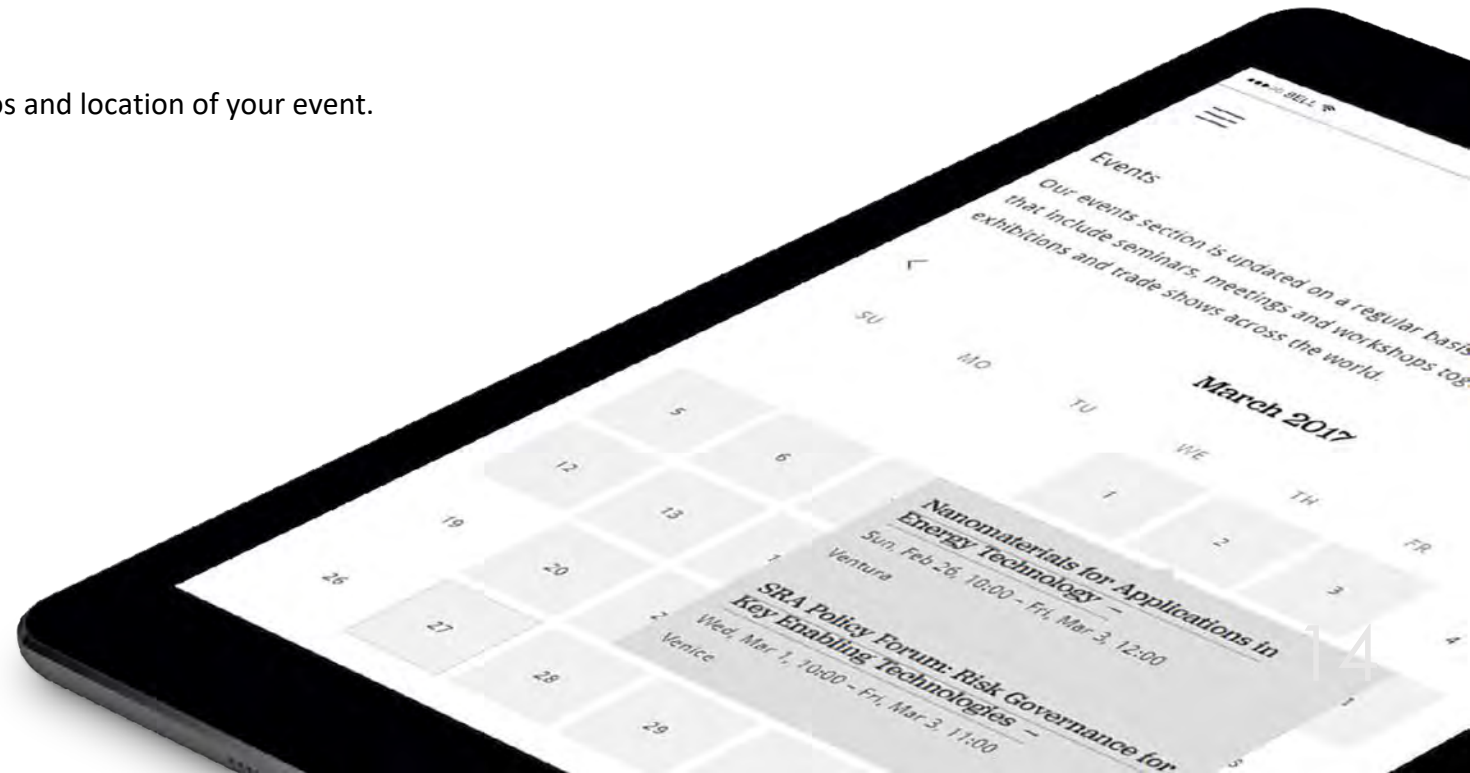 os and location of your event.
BELL
Events
Our events section is updated on a regular basis
that include seminars, meetings and workshops tog
exhibitions and trade shows across the world.
<
March 2017
SU
MO
TU
WE
TH
FR
1
2
3
4
5
6
12
13
19
20
26
27
28
29
Nanomaterials for Applications in
Energy Technology –
Sun, Feb 26, 10:00 – Fri, Mar 3, 12:00
Ventura
SRA Policy Forum: Risk Governance for
Key Enabling Technologies –
Wed, Mar 1, 10:00 – Fri, Mar 3, 11:00
Venice
14